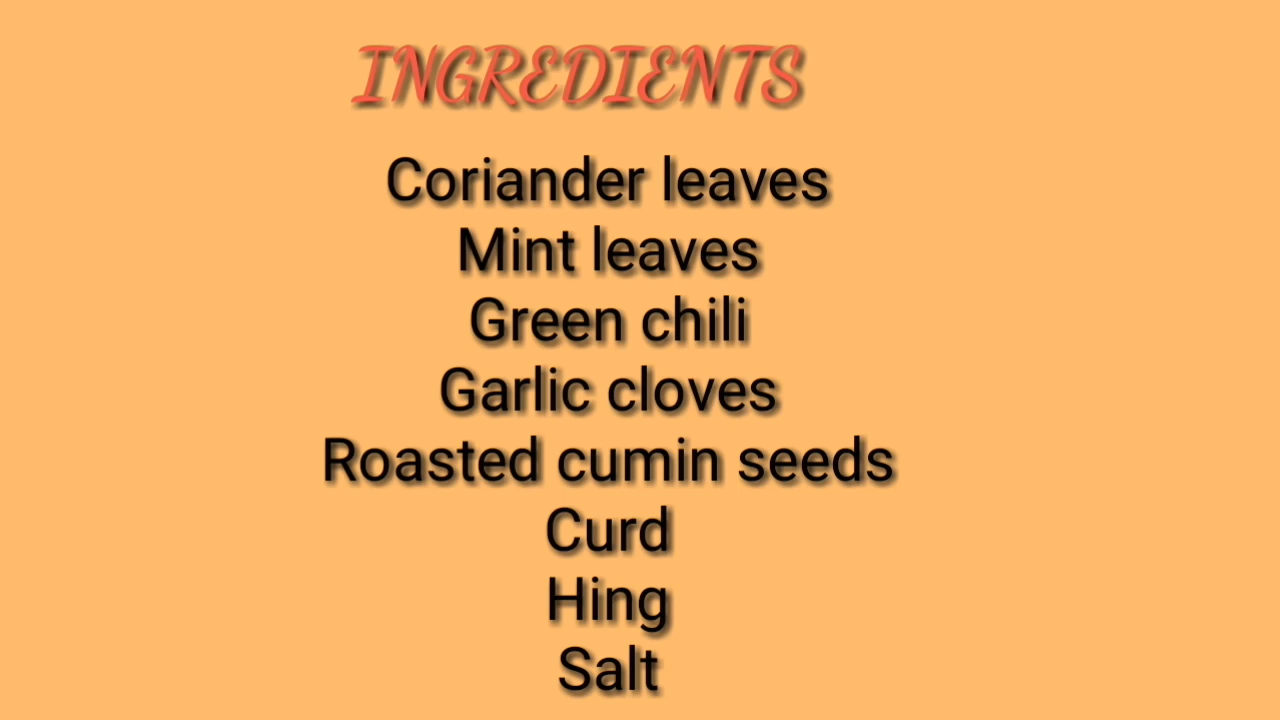 INGREDIENTS
Coriander leaves
Mint leaves
Green chili
Garlic cloves
Roasted cumin seeds
Curd
Hing
Salt